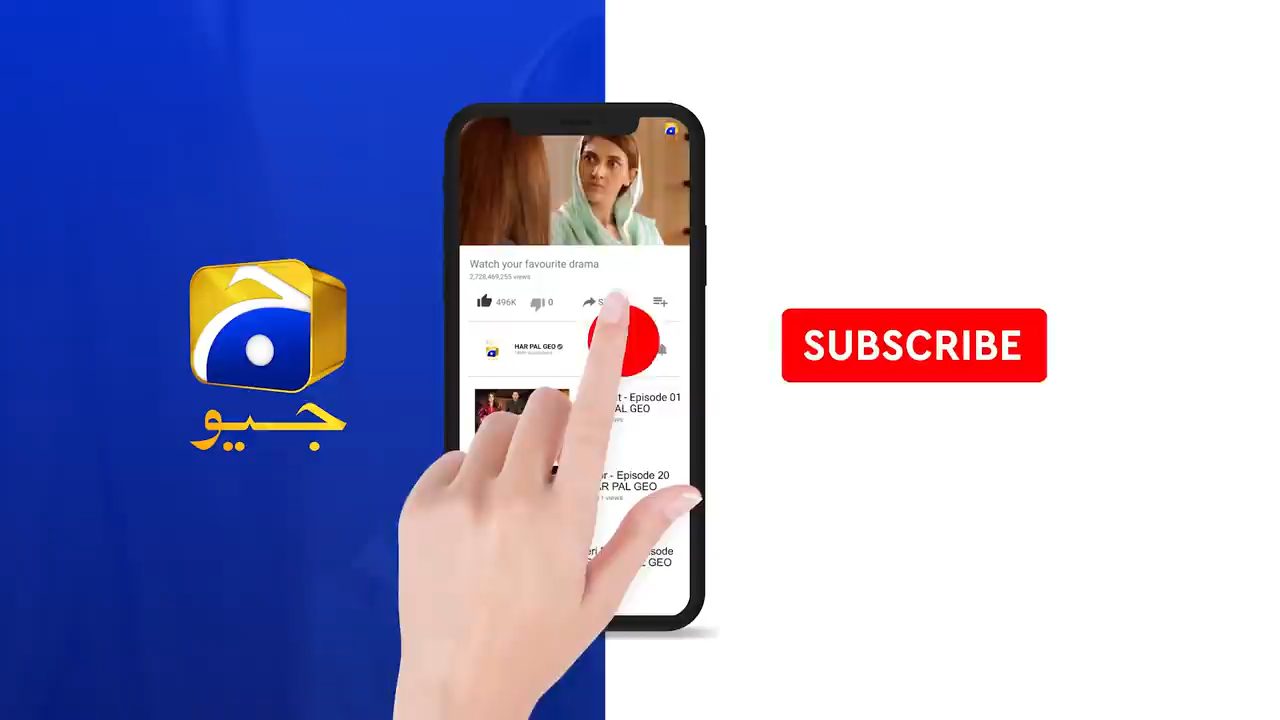 جیو
Watch your favourite drama
2,728,469,255 views
496K
0
HAR PAL GEO
- Episode 01
PAL GEO
- Episode 20
PAL GEO
GEO
SUBSCRIBE